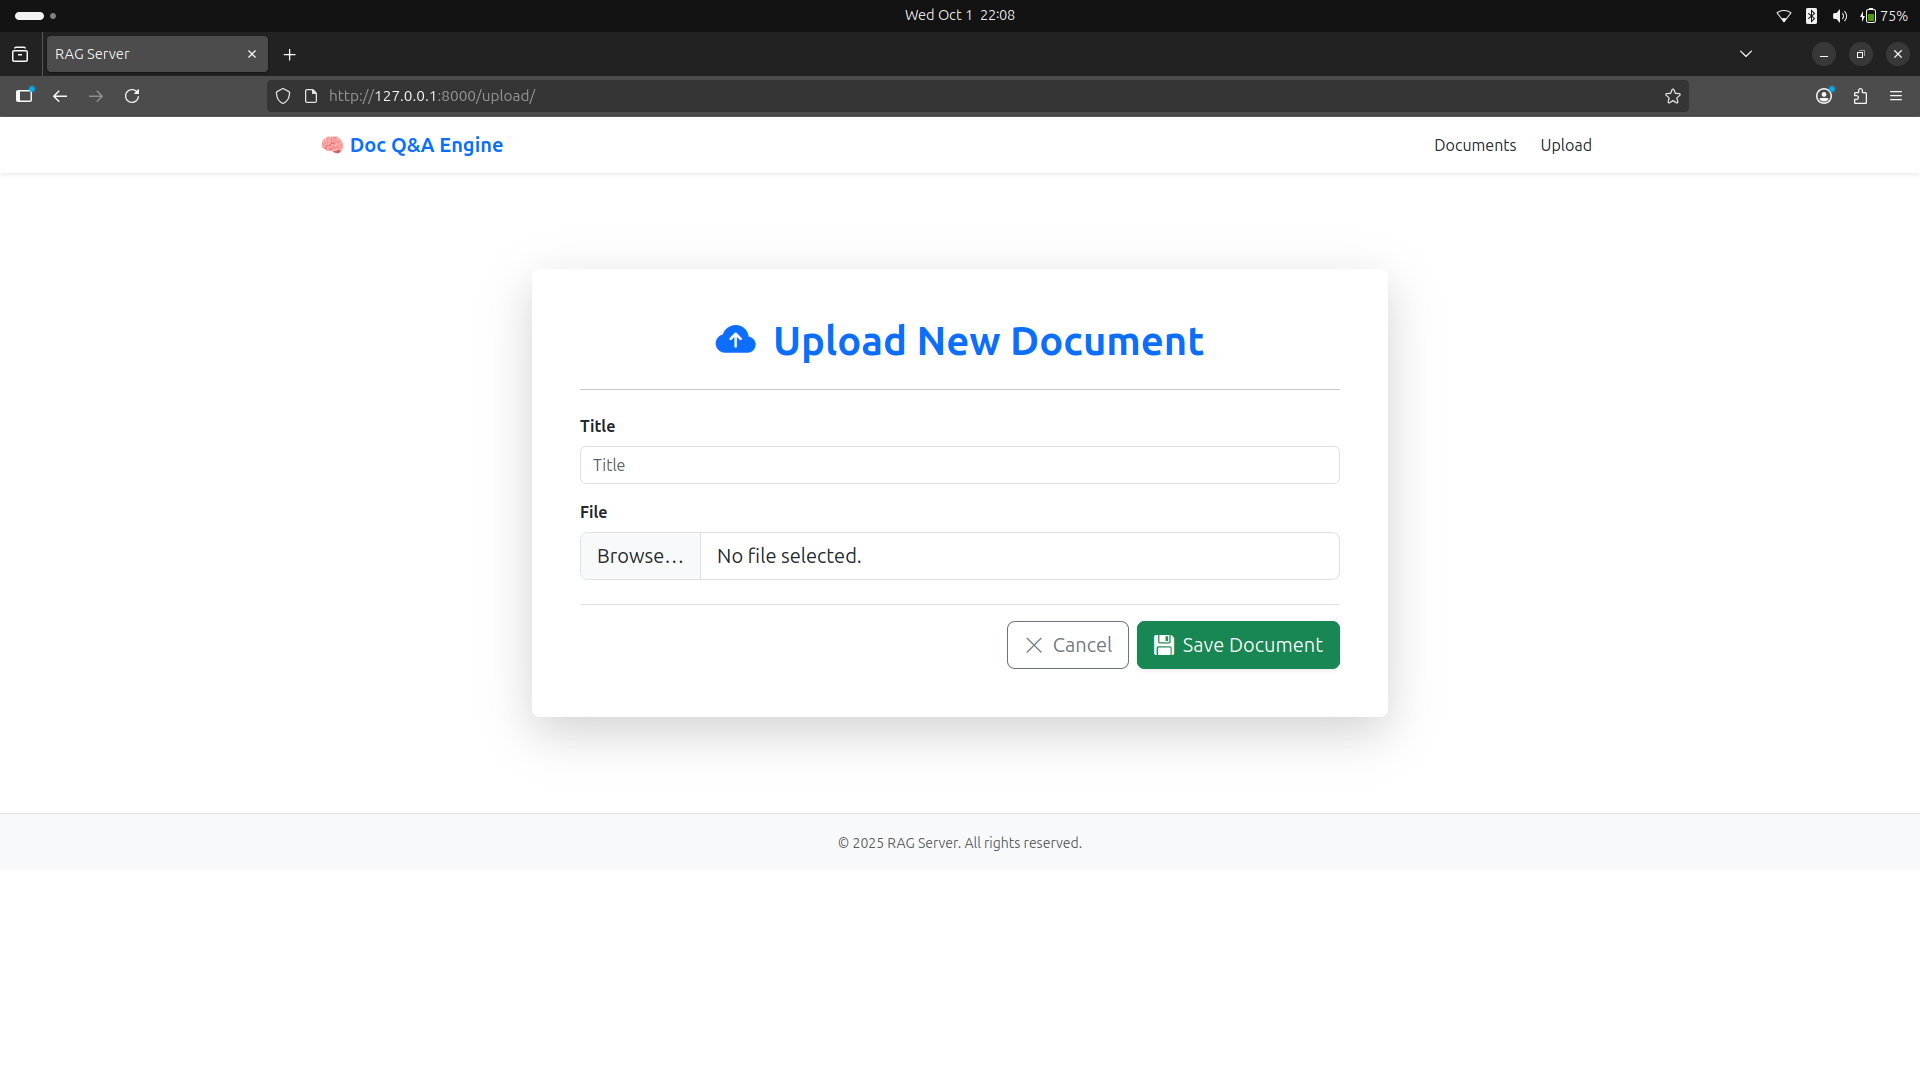 Wed Oct 1 22:08
75%
RAG Server
http://127.0.0.1:8000/upload/
Doc Q&A Engine
Documents
Upload
Upload New Document
Title
Title
File
Browse… No file selected.
Cancel
Save Document
© 2025 RAG Server. All rights reserved.